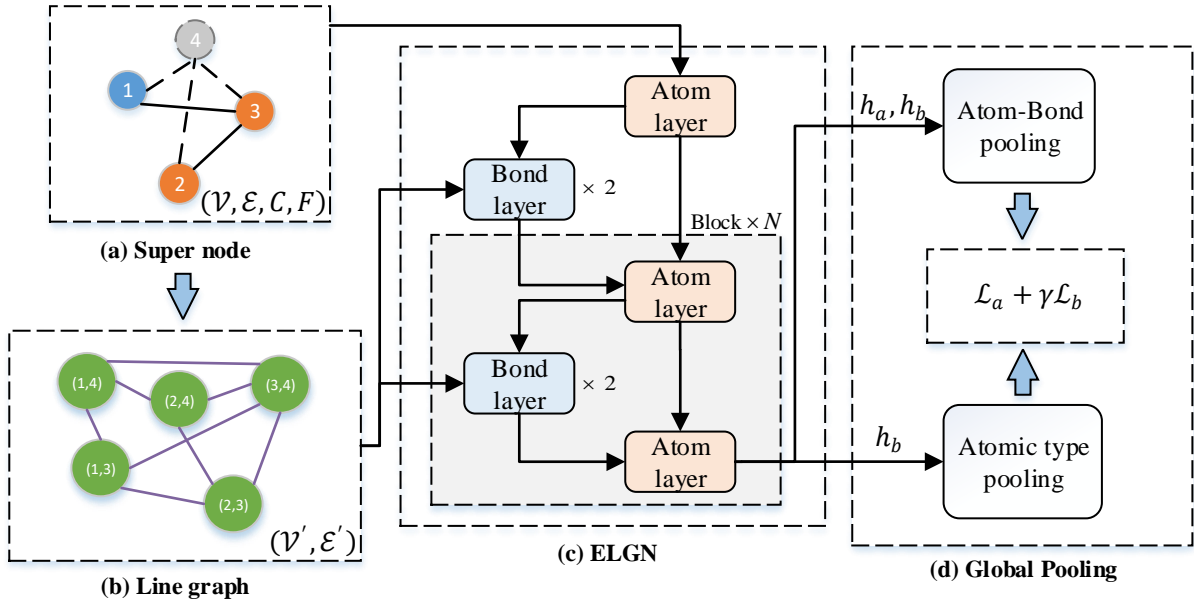 4
1
3
2
(𝒱, ℰ, C, F)
(a) Super node
(1,4)
(2,4)
(3,4)
(1,3)
(2,3)
(𝒱′, ℰ′)
(b) Line graph
Atom
layer
Bond
layer
× 2
Block × N
Atom
layer
Bond
layer
× 2
Atom
layer
(c) ELGN
h_a, h_b
Atom-Bond
pooling
ℒ_a + γℒ_b
h_b
Atomic type
pooling
(d) Global Pooling